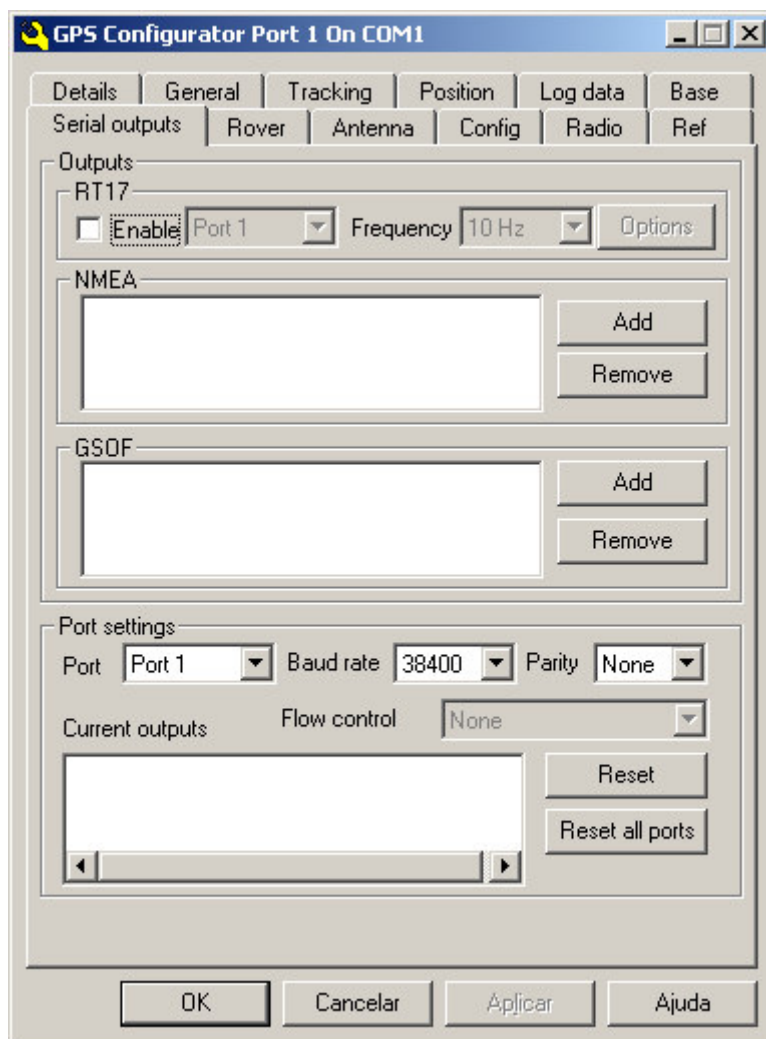 GPS Configurator Port 1 On COM1
Details General Tracking Position Log data Base
Serial outputs Rover Antenna Config Radio Ref
Outputs
RT17
Enable Port 1 Frequency 10 Hz Options
NMEA
Add
Remove
GSOF
Add
Remove
Port settings
Port Port 1 Baud rate 38400 Parity None
Current outputs Flow control None
Reset
Reset all ports
OK Cancelar Aplicar Ajuda